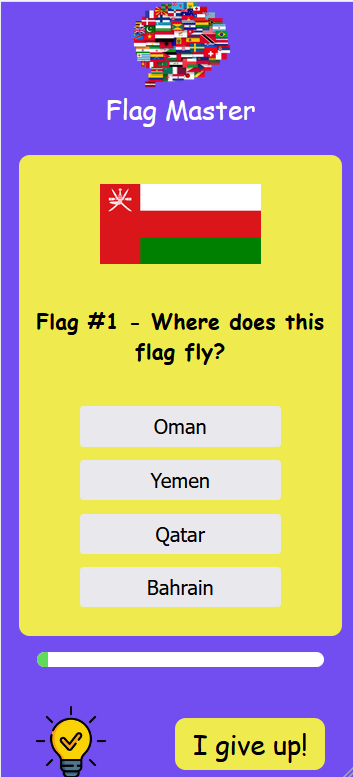 Flag Master
Flag #1 - Where does this
flag fly?
Oman
Yemen
Qatar
Bahrain
I give up!